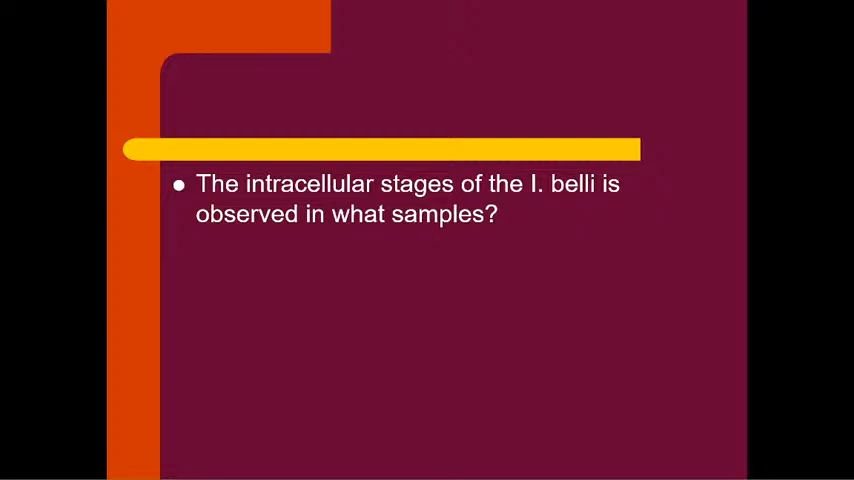 The intracellular stages of the I. belli is
observed in what samples?